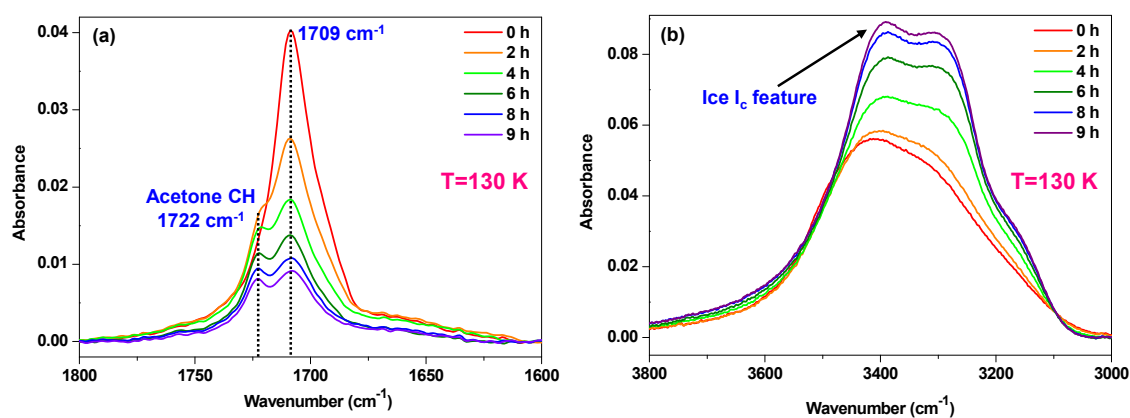 (a)
1709 cm⁻¹
0 h
2 h
4 h
6 h
8 h
9 h
Acetone CH
1722 cm⁻¹
T=130 K
Absorbance
0.04
0.03
0.02
0.01
0.00
1800
1750
1700
1650
1600
Wavenumber (cm⁻¹)
(b)
0 h
2 h
4 h
6 h
8 h
9 h
Ice I꜀ feature
T=130 K
Absorbance
0.08
0.06
0.04
0.02
0.00
3800
3600
3400
3200
3000
Wavenumber (cm⁻¹)